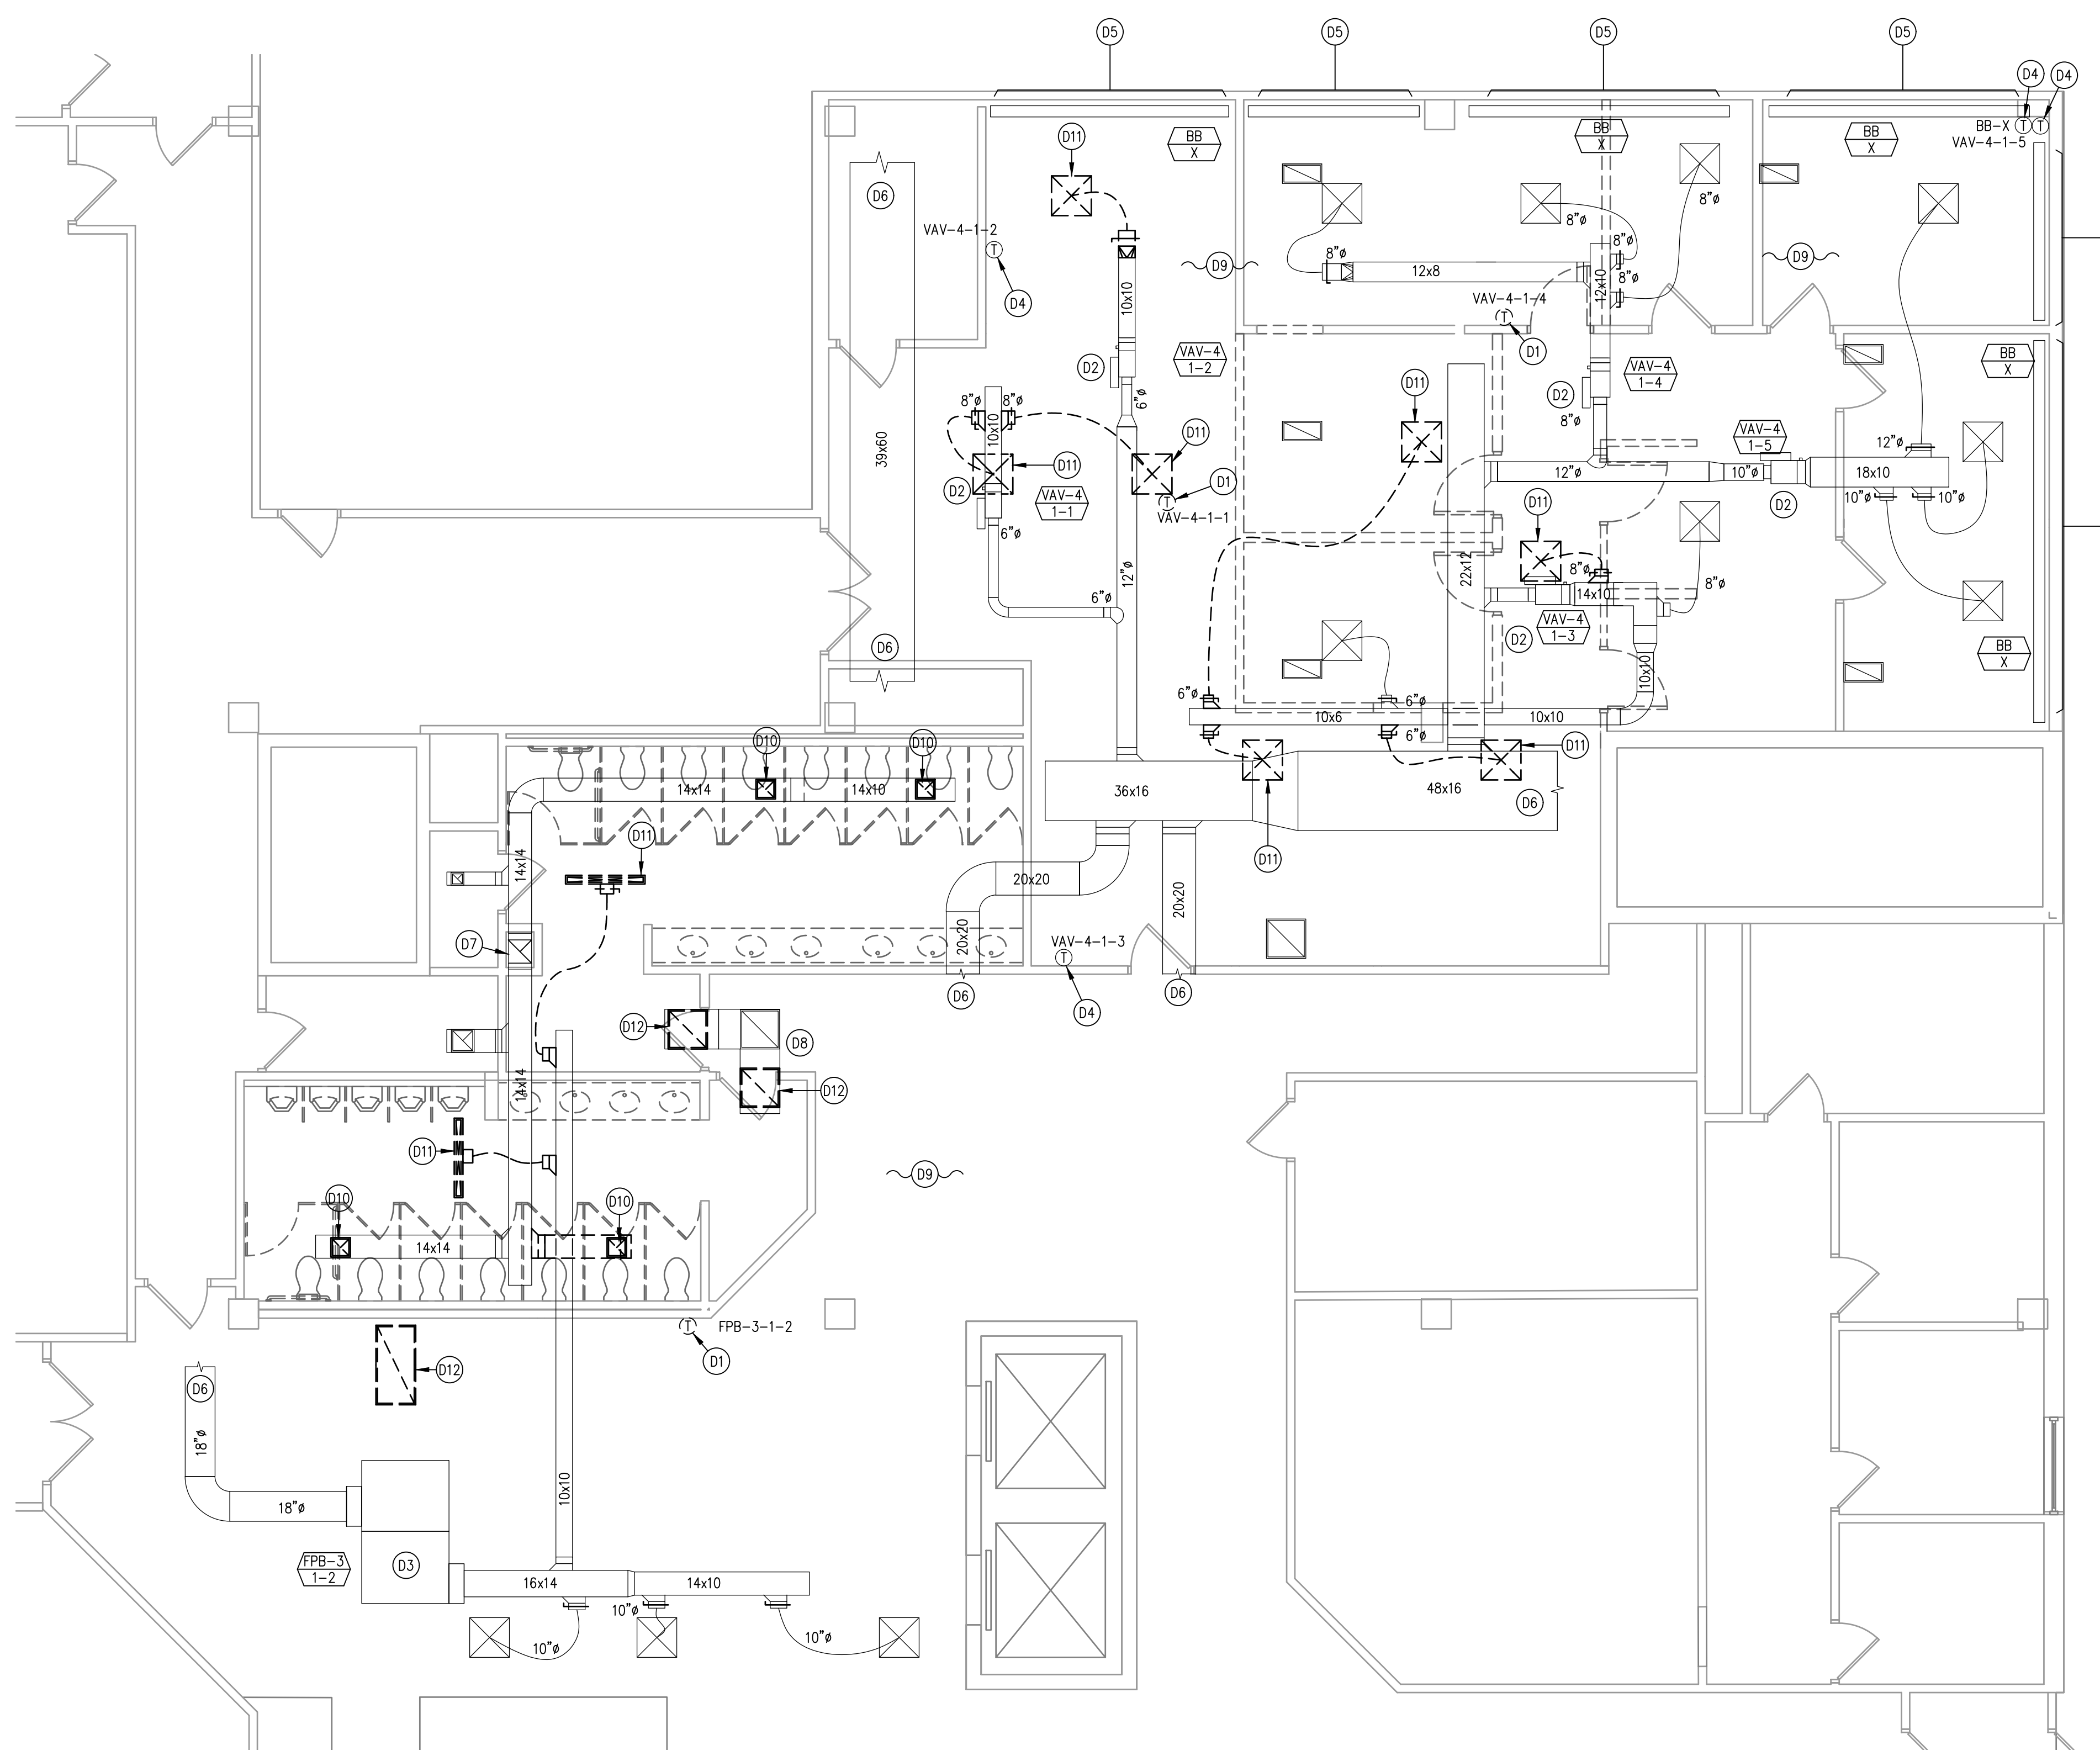 D5
D5
D5
D5
D4
D4
BB-X
T
T
VAV-4-1-5
BB
X
BB
X
BB
X
D11
D6
8"ø
8"ø
VAV-4-1-2
T
D4
D9
8"ø
12x8
8"ø
8"ø
12x10
D9
10x10
VAV-4-1-4
T
D1
D2
VAV-4
1-2
VAV-4
1-4
BB
X
D2
6"ø
8"ø
D11
8"ø
8"ø
10x10
39x60
D11
D11
VAV-4
1-5
12"ø
D2
VAV-4
1-1
D1
T
VAV-4-1-1
12"ø
10"ø
18x10
10"ø
10"ø
D2
6"ø
D11
12"ø
22x12
8"ø
8"ø
14x10
6"ø
VAV-4
1-3
D2
D6
BB
X
10x10
6"ø
6"ø
10x6
10x10
6"ø
D10
D10
D11
14x14
14x10
36x16
48x16
D6
D11
D11
14x14
20x20
20x20
20x20
D7
VAV-4-1-3
T
D6
D6
D4
D12
D8
14x14
D12
D11
D9
D10
D10
14x14
T
FPB-3-1-2
D1
D12
D6
18"ø
18"ø
10x10
FPB-3
1-2
D3
16x14
14x10
10"ø
10"ø
10"ø